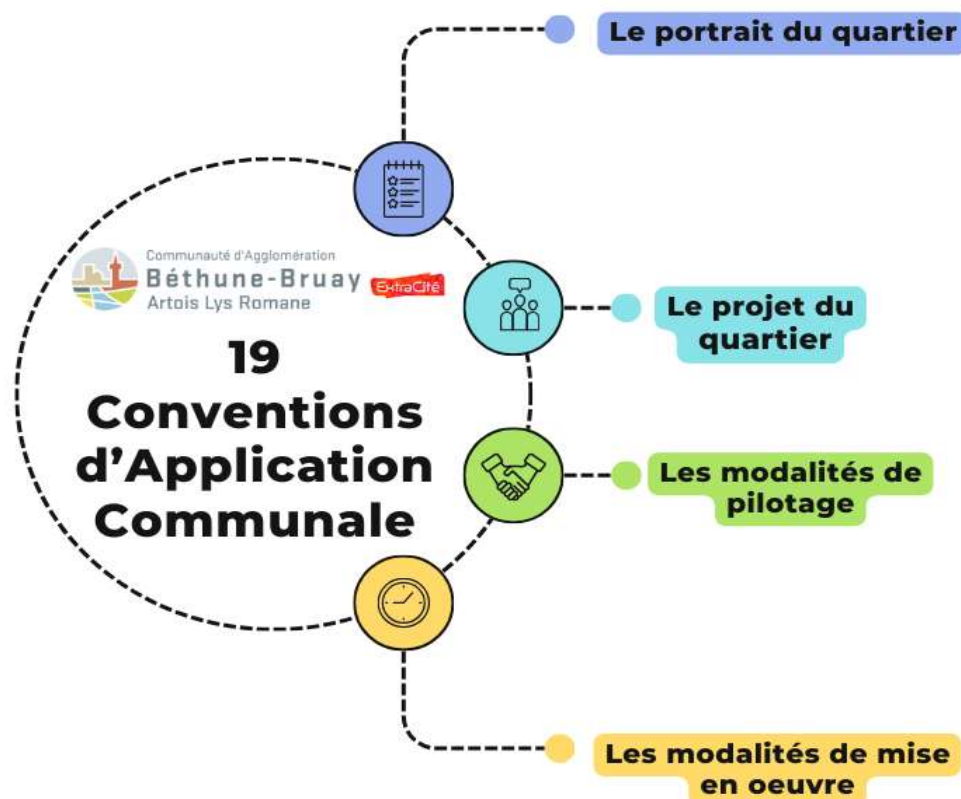 Le portrait du quartier
Communauté d'Agglomération
Béthune-Bruay
Artois Lys Romane
ExtraCité
19
Conventions
d'Application
Communale
Le projet du
quartier
Les modalités de
pilotage
Les modalités de mise
en oeuvre